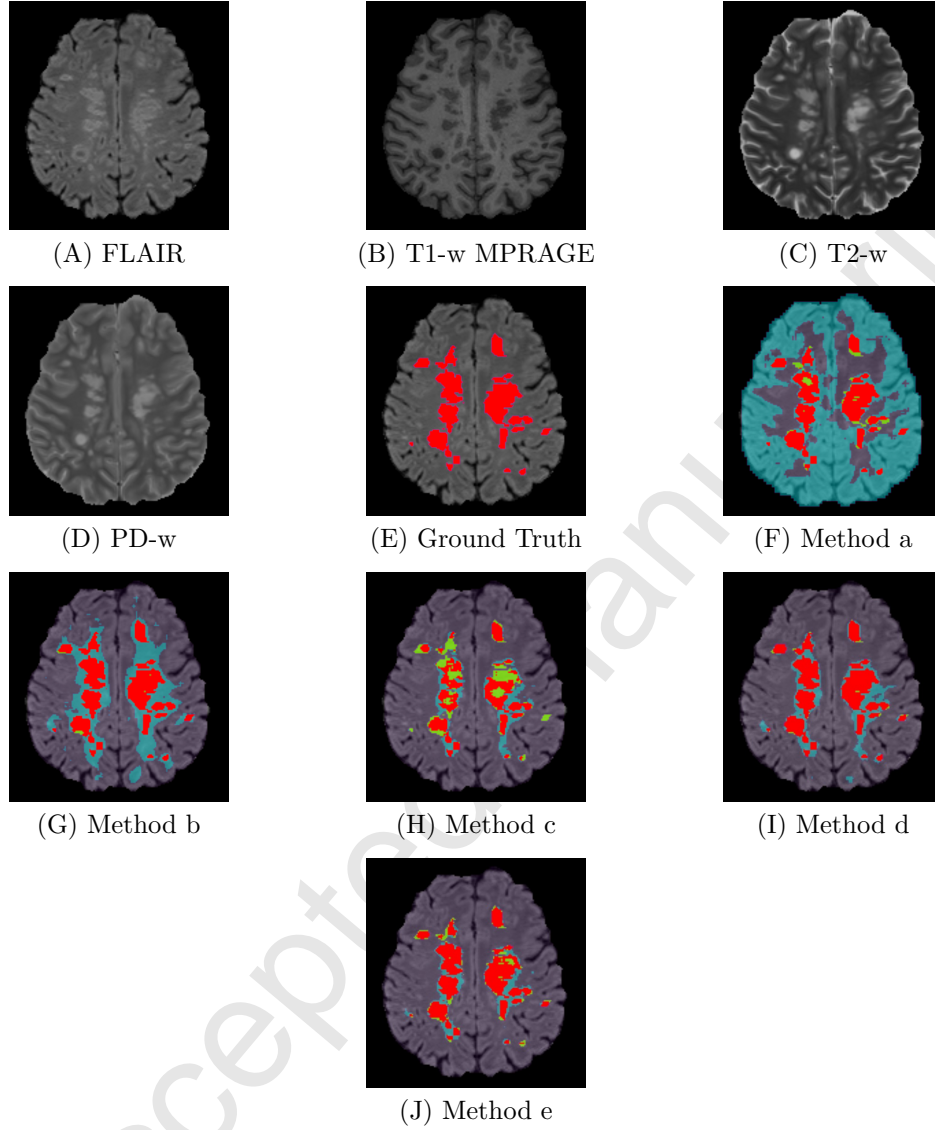 (A) FLAIR
(B) T1-w MPRAGE
(C) T2-w
(D) PD-w
(E) Ground Truth
(F) Method a
(G) Method b
(H) Method c
(I) Method d
(J) Method e